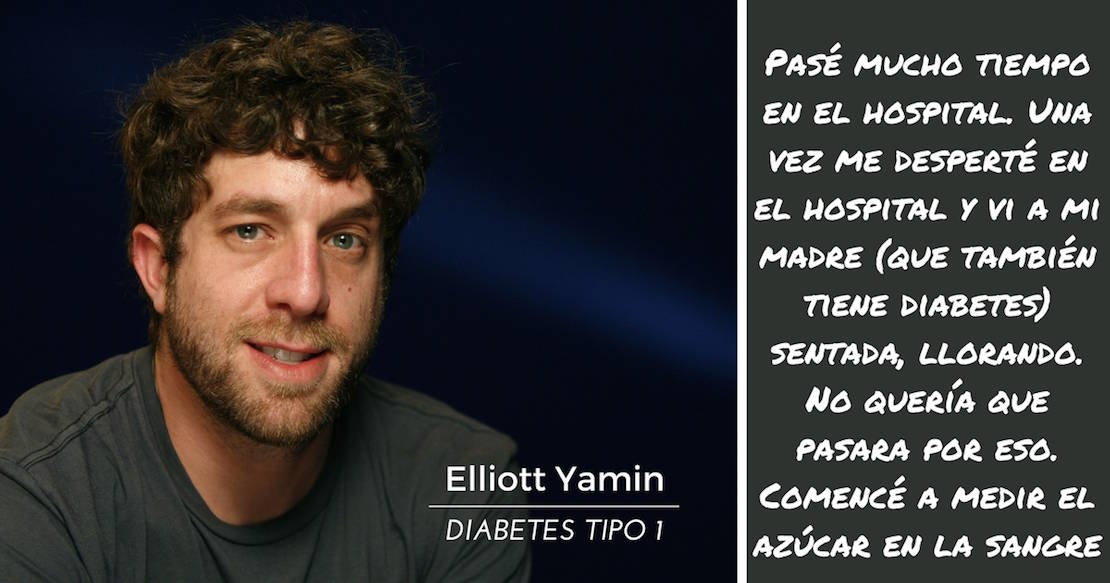 Elliott Yamin
DIABETES TIPO 1
PASÉ MUCHO TIEMPO
EN EL HOSPITAL. UNA
VEZ ME DESPERTÉ EN
EL HOSPITAL Y VI A MI
MADRE (QUE TAMBIÉN
TIENE DIABETES)
SENTADA, LLORANDO.
NO QUERÍA QUE
PASARA POR ESO.
COMENCÉ A MEDIR EL
AZÚCAR EN LA SANGRE